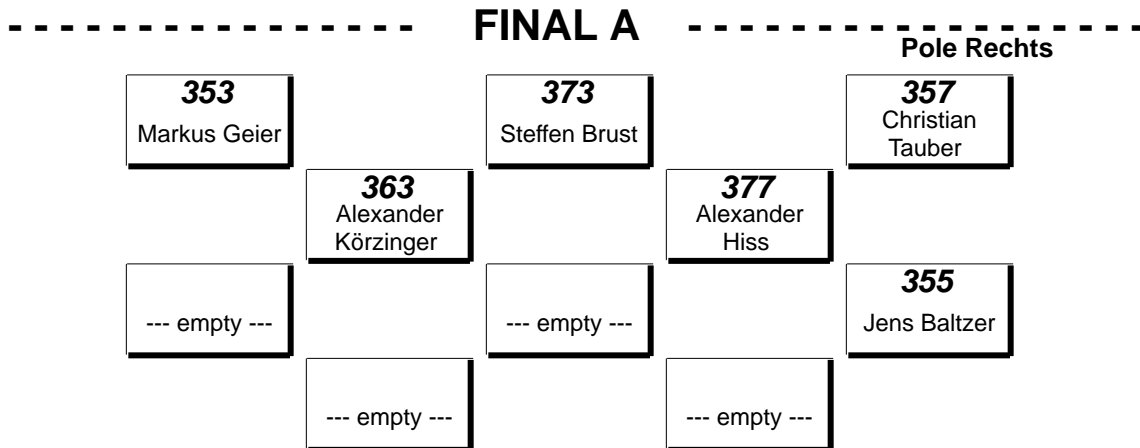 - - - - - - - - - - - - - - - - - FINAL A - - - - - - - - - - - - - - - - - - -
Pole Rechts
353
Markus Geier
373
Steffen Brust
357
Christian
Tauber
363
Alexander
Körzinger
377
Alexander
Hiss
--- empty ---
--- empty ---
355
Jens Baltzer
--- empty ---
--- empty ---